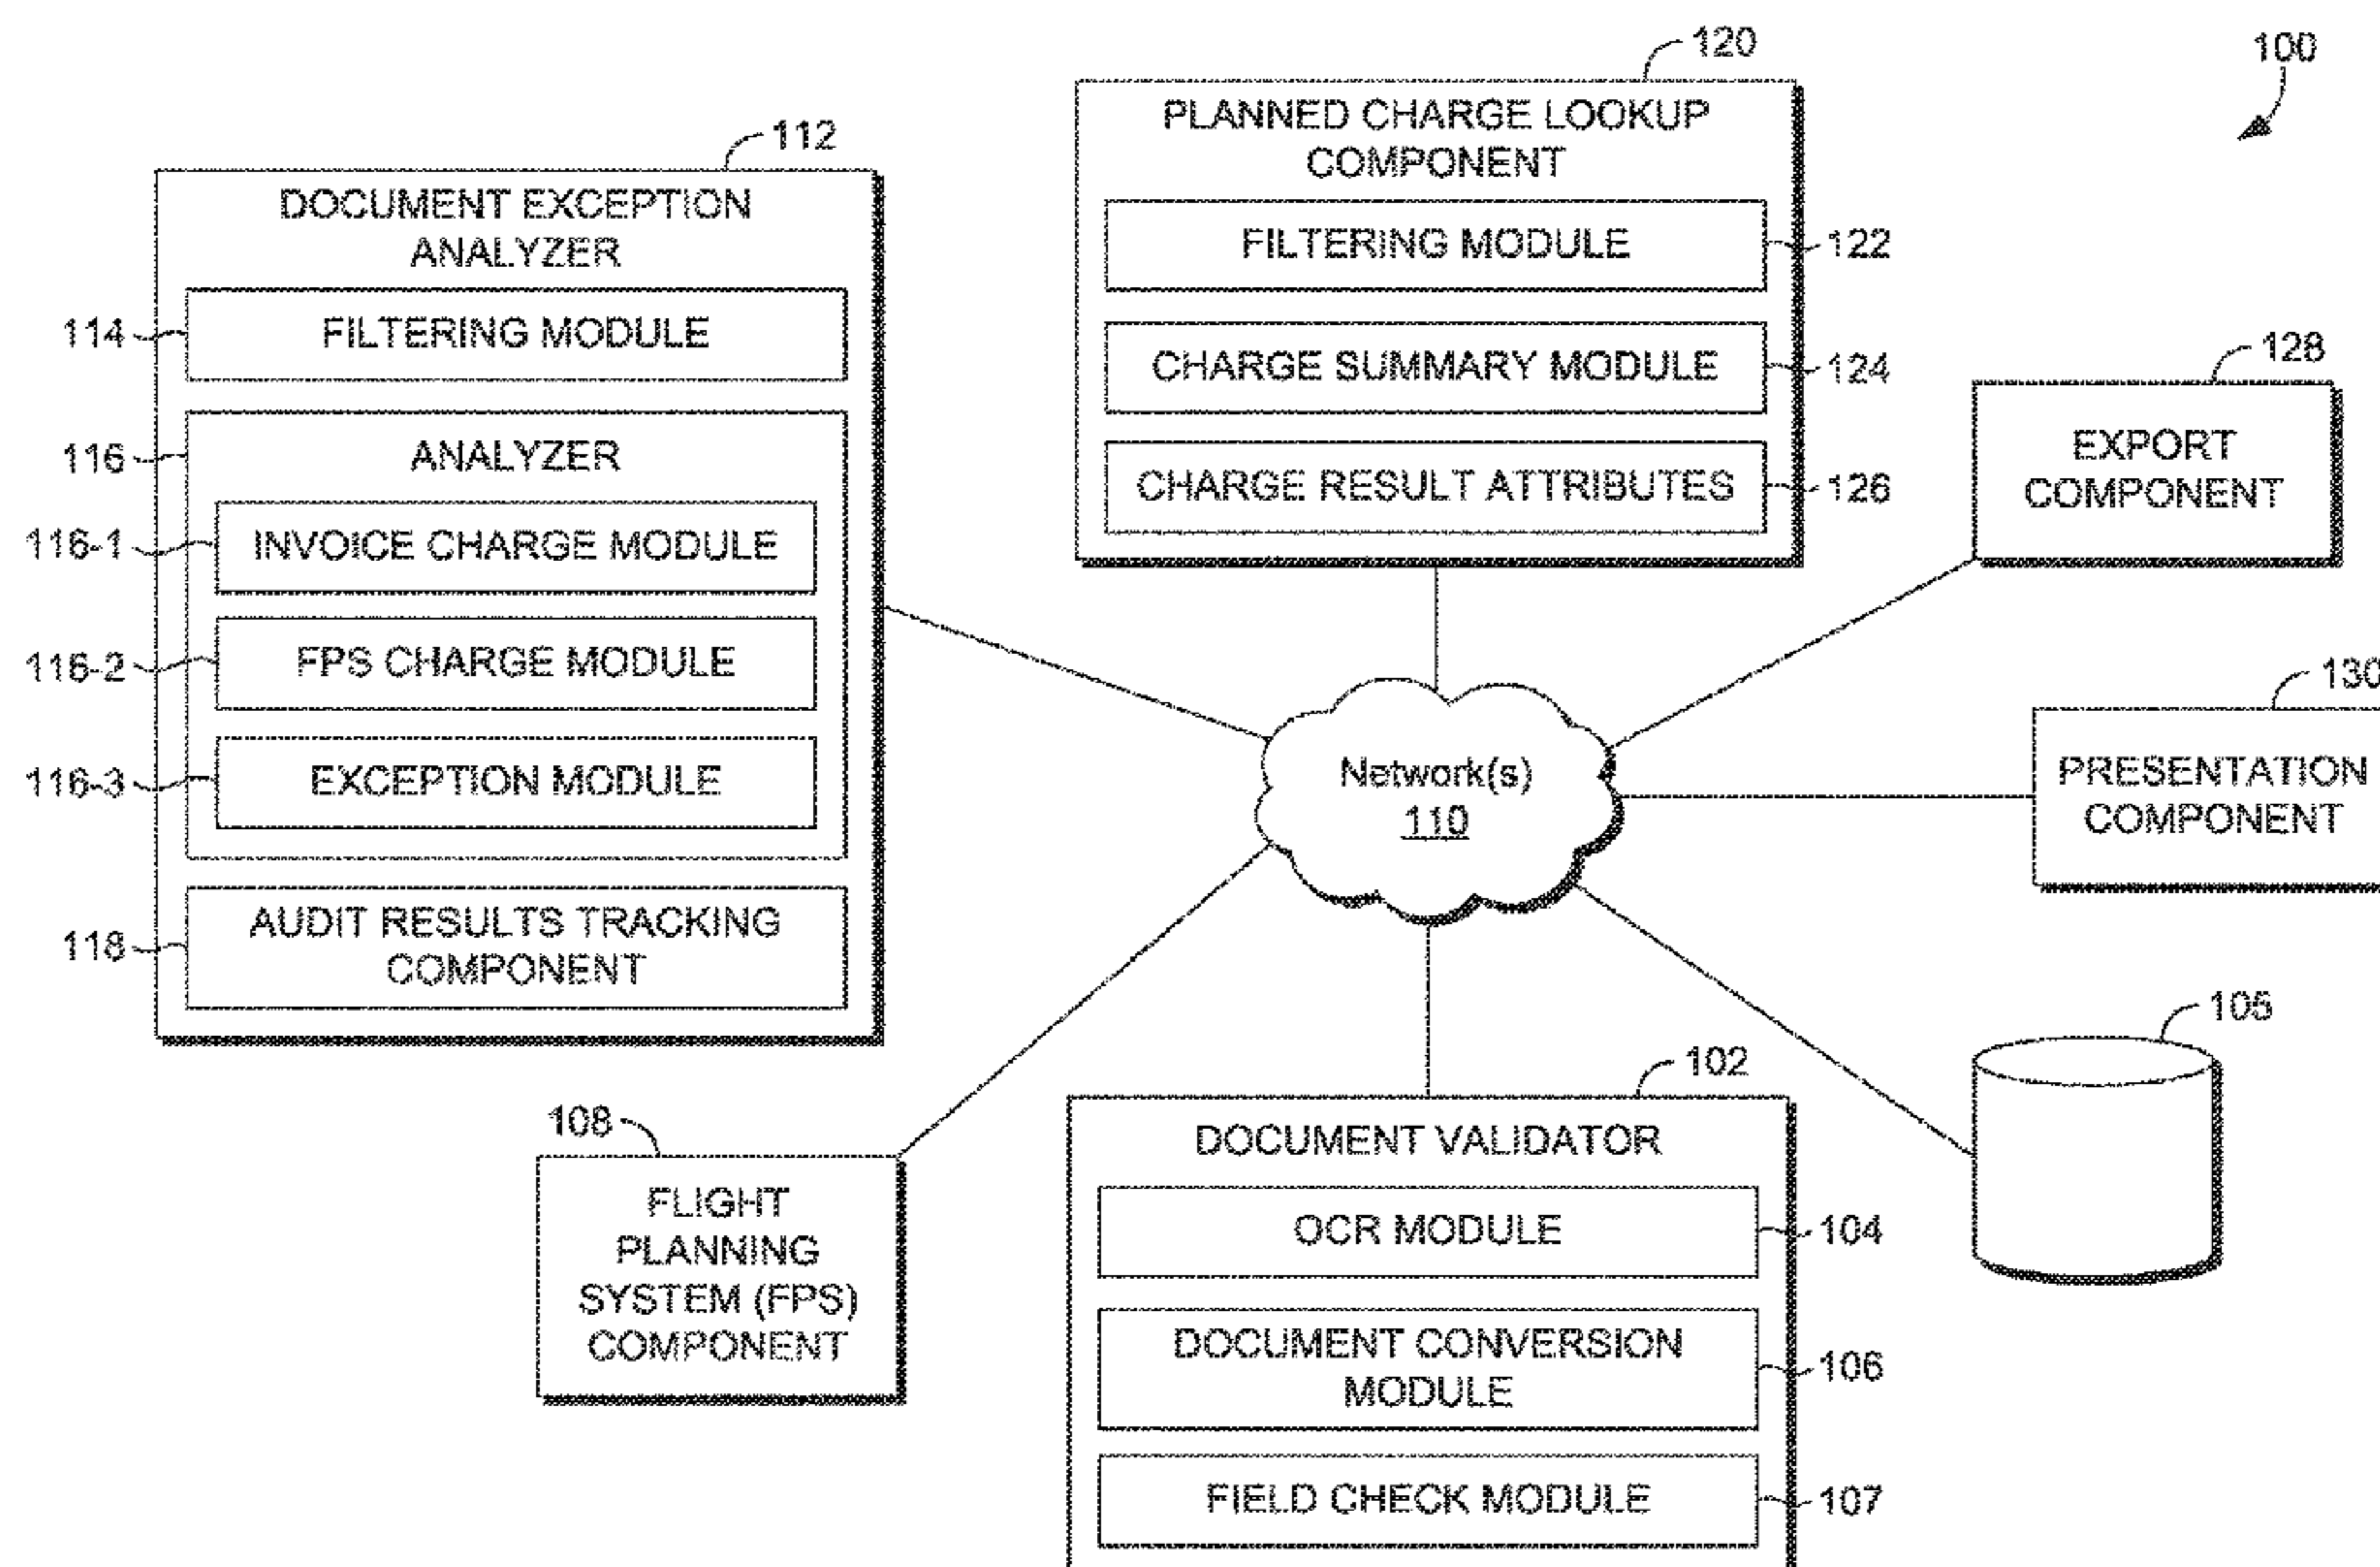 100
120
PLANNED CHARGE LOOKUP
COMPONENT
FILTERING MODULE
122
CHARGE SUMMARY MODULE
124
CHARGE RESULT ATTRIBUTES
126
112
DOCUMENT EXCEPTION
ANALYZER
114
FILTERING MODULE
116
ANALYZER
116-1
INVOICE CHARGE MODULE
116-2
FPS CHARGE MODULE
116-3
EXCEPTION MODULE
118
AUDIT RESULTS TRACKING
COMPONENT
128
EXPORT
COMPONENT
130
PRESENTATION
COMPONENT
Network(s)
110
105
108
FLIGHT
PLANNING
SYSTEM (FPS)
COMPONENT
102
DOCUMENT VALIDATOR
OCR MODULE
104
DOCUMENT CONVERSION
MODULE
106
FIELD CHECK MODULE
107